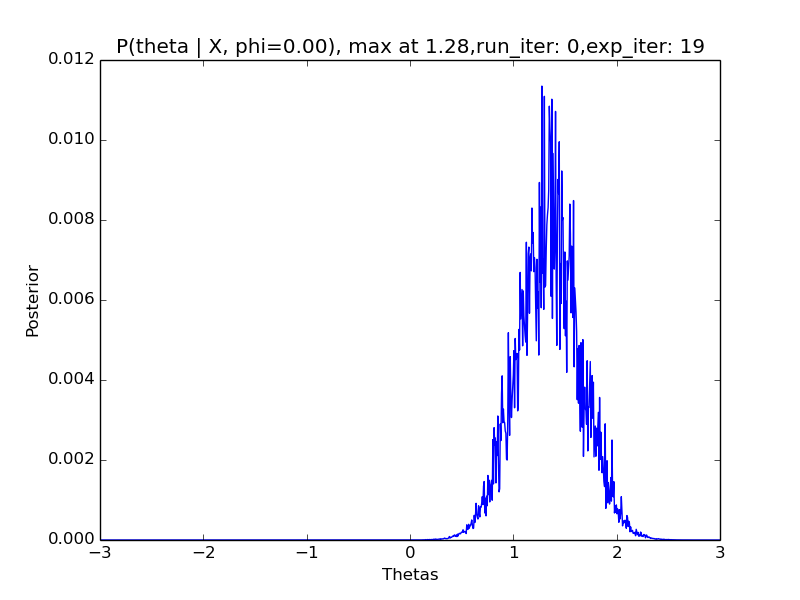 P(theta | X, phi=0.00), max at 1.28,run_iter: 0,exp_iter: 19
0.012
0.010
0.008
0.006
0.004
0.002
0.000
Posterior
−3 −2 −1 0 1 2 3
Thetas